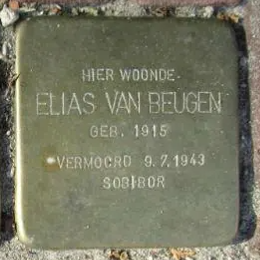 HIER WOONDE
ELIAS VAN BEUGEN
GEB. 1915
VERMOORD 9.7.1943
SOBIBOR